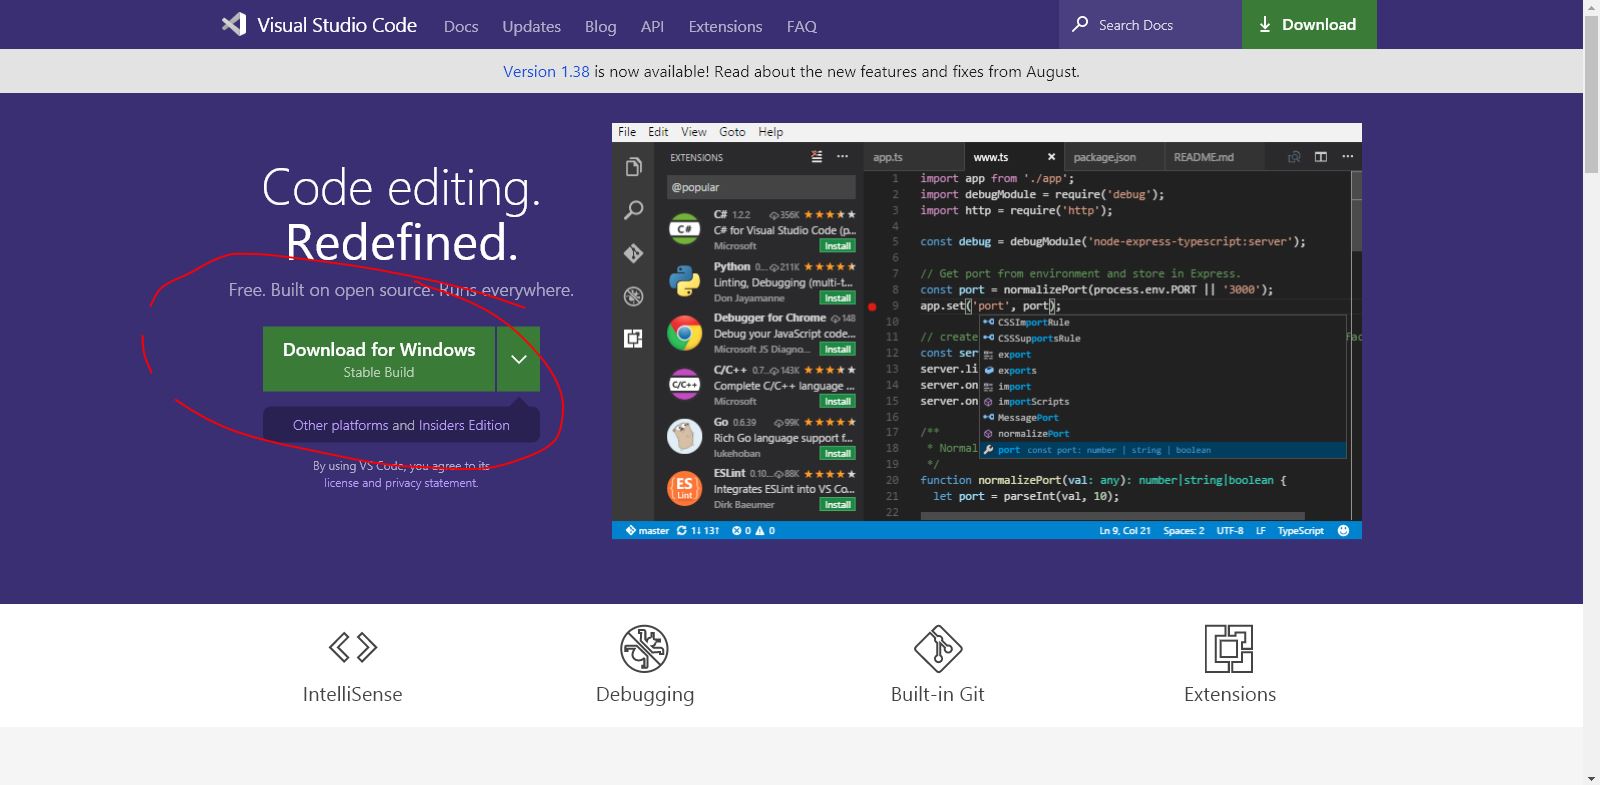 Visual Studio Code Docs Updates Blog API Extensions FAQ Search Docs Download
Version 1.38 is now available! Read about the new features and fixes from August.
Code editing.
Redefined.
Free. Built on open source. Runs everywhere.
Download for Windows
Stable Build
Other platforms and Insiders Edition
By using VS Code, you agree to its
license and privacy statement.
File Edit View Goto Help
EXTENSIONS
@popular
C# 1.2.2 356K
C# for Visual Studio Code (p...
Microsoft Install
Python 0... 211K
Linting, Debugging (multi-t...
Don Jayamanne Install
Debugger for Chrome 148
Debug your JavaScript code...
Microsoft JS Diagno... Install
C/C++ 0.7... 143K
Complete C/C++ language ...
Microsoft Install
Go 0.6.39 99K
Rich Go language support f...
lukehoban Install
ESLint 0.10... 88K
Integrates ESLint into VS Co...
Dirk Baeumer Install
app.ts www.ts package.json README.md
1 import app from './app';
2 import debugModule = require('debug');
3 import http = require('http');
4
5 const debug = debugModule('node-express-typescript:server');
6
7 // Get port from environment and store in Express.
8 const port = normalizePort(process.env.PORT || '3000');
9 app.set('port', port);
10
11 // create
12 const ser
13 server.li
14 server.on
15 server.on
16
17 /**
18 * Normal
19 */
20 function normalizePort(val: any): number|string|boolean {
21 let port = parseInt(val, 10);
22
CSSImportRule
CSSSupportsRule
export
exports
import
importScripts
MessagePort
normalizePort
port const port: number | string | boolean
master 1↓ 13↑ 0 0 Ln 9, Col 21 Spaces: 2 UTF-8 LF TypeScript
IntelliSense
Debugging
Built-in Git
Extensions